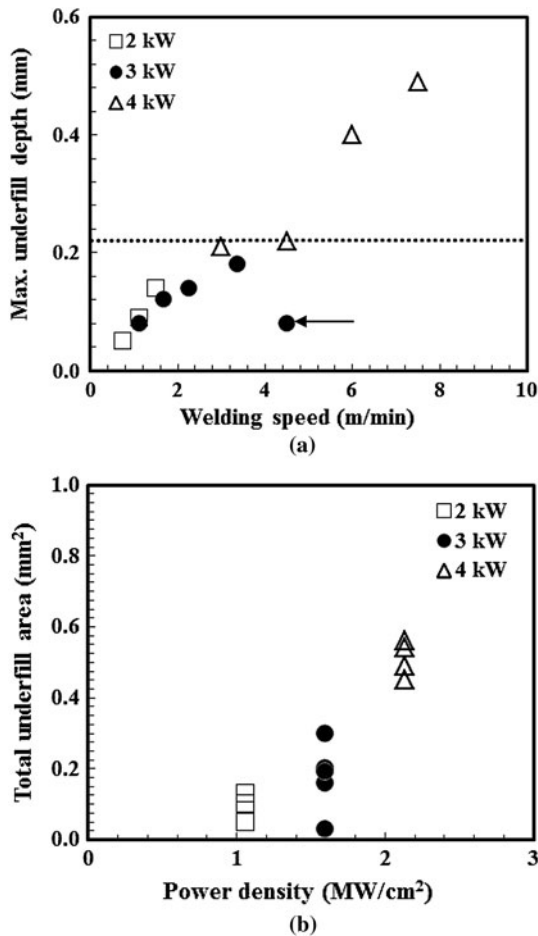 0.6
2 kW
3 kW
4 kW
0.4
Max. underfill depth (mm)
0.2
0.0
0 2 4 6 8 10
Welding speed (m/min)
(a)
1.0
2 kW
3 kW
4 kW
0.8
0.6
Total underfill area (mm²)
0.4
0.2
0.0
0 1 2 3
Power density (MW/cm²)
(b)